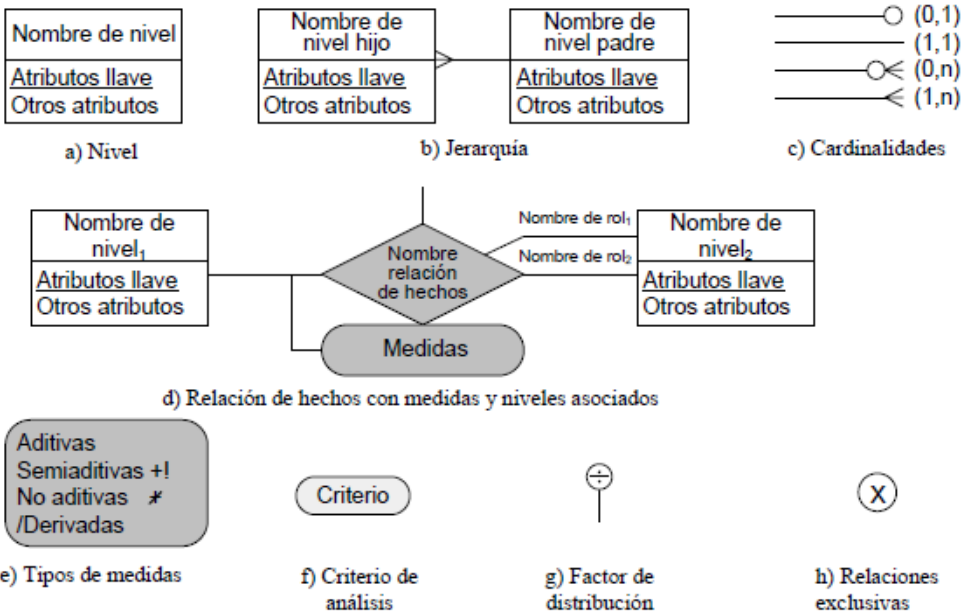 Nombre de nivel
Atributos llave
Otros atributos
a) Nivel
Nombre de
nivel hijo
Atributos llave
Otros atributos
Nombre de
nivel padre
Atributos llave
Otros atributos
b) Jerarquía
(0,1)
(1,1)
(0,n)
(1,n)
c) Cardinalidades
Nombre de
nivel₁
Atributos llave
Otros atributos
Nombre
relación
de hechos
Medidas
Nombre de rol₁
Nombre de rol₂
Nombre de
nivel₂
Atributos llave
Otros atributos
d) Relación de hechos con medidas y niveles asociados
Aditivas
Semiaditivas +!
No aditivas +̸
/Derivadas
e) Tipos de medidas
Criterio
f) Criterio de
análisis
÷
g) Factor de
distribución
X
h) Relaciones
exclusivas